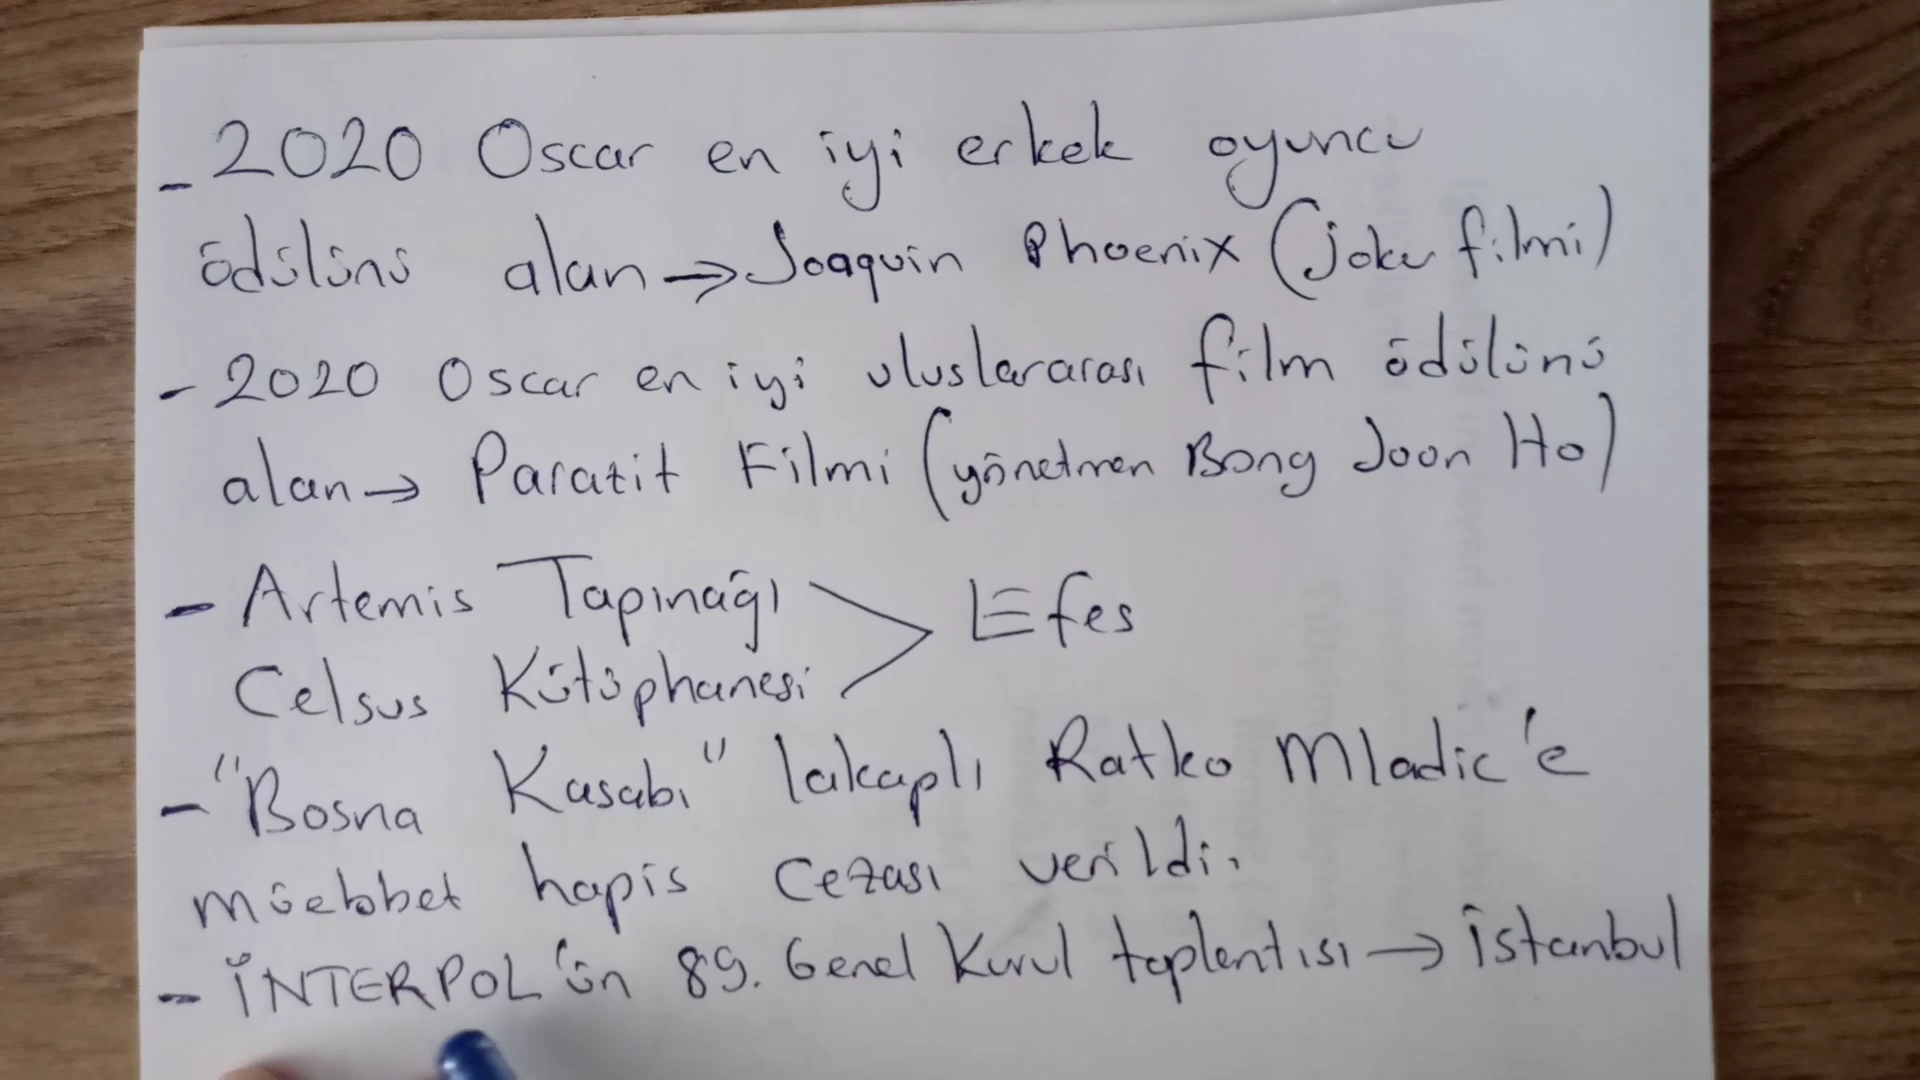 - 2020 Oscar en iyi erkek oyuncu
ödülünü alan → Joaquin Phoenix (joker filmi)
- 2020 Oscar en iyi uluslararası film ödülünü
alan → Parazit Filmi (yönetmen Bong Joon Ho)
- Artemis Tapınağı
Celsus Kütüphanesi > Efes
- "Bosna Kasabı" lakaplı Ratko Mladic'e
müebbet hapis cezası verildi.
- İNTERPOL'ün 89. Genel Kurul toplantısı → İstanbul